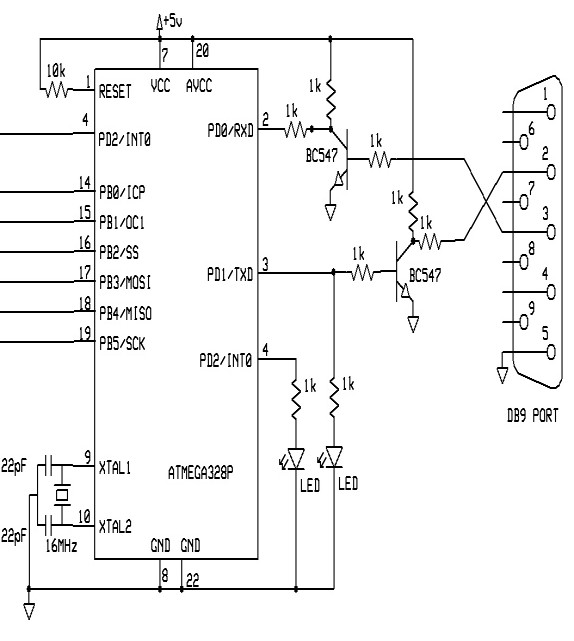 +5v
7
20
10k
1
RESET
VCC
AVCC
1k
1
4
PD2/INT0
2
PD0/RXD
1k
BC547
1k
6
2
14
PB0/ICP
7
15
PB1/OC1
1k
1k
3
16
PB2/SS
8
17
PB3/MOSI
PD1/TXD
3
1k
BC547
4
18
PB4/MISO
9
19
PB5/SCK
PD2/INT0
4
5
1k
1k
DB9 PORT
22pF
9
XTAL1
ATMEGA328P
LED
LED
10
XTAL2
22pF
16MHz
GND
GND
8
22